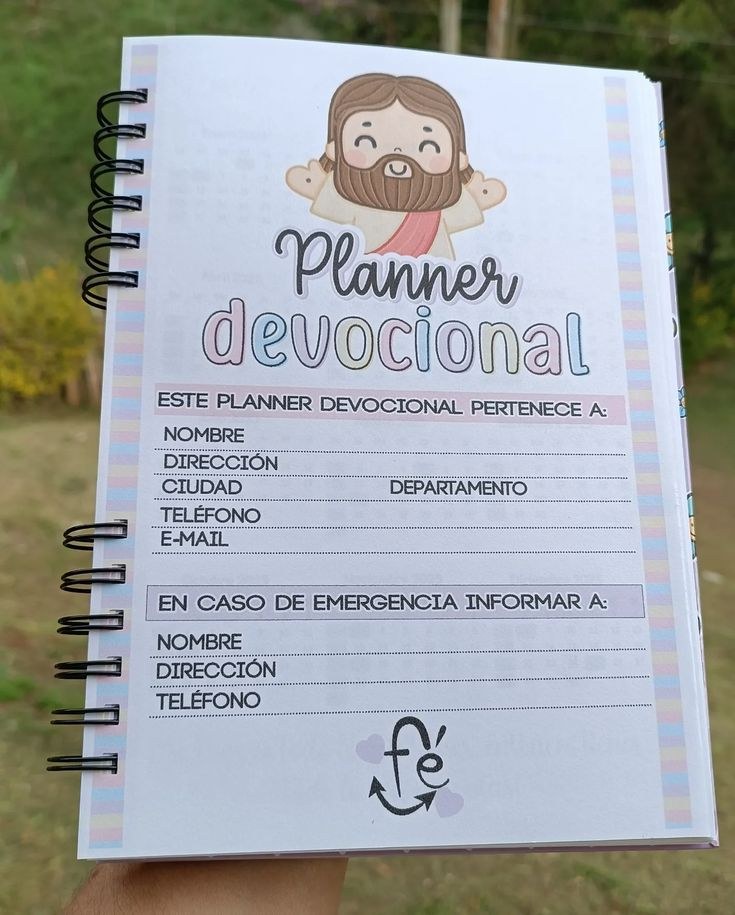 Planner
devocional
ESTE PLANNER DEVOCIONAL PERTENECE A:
NOMBRE
DIRECCIÓN
CIUDAD DEPARTAMENTO
TELÉFONO
E-MAIL
EN CASO DE EMERGENCIA INFORMAR A:
NOMBRE
DIRECCIÓN
TELÉFONO
fé